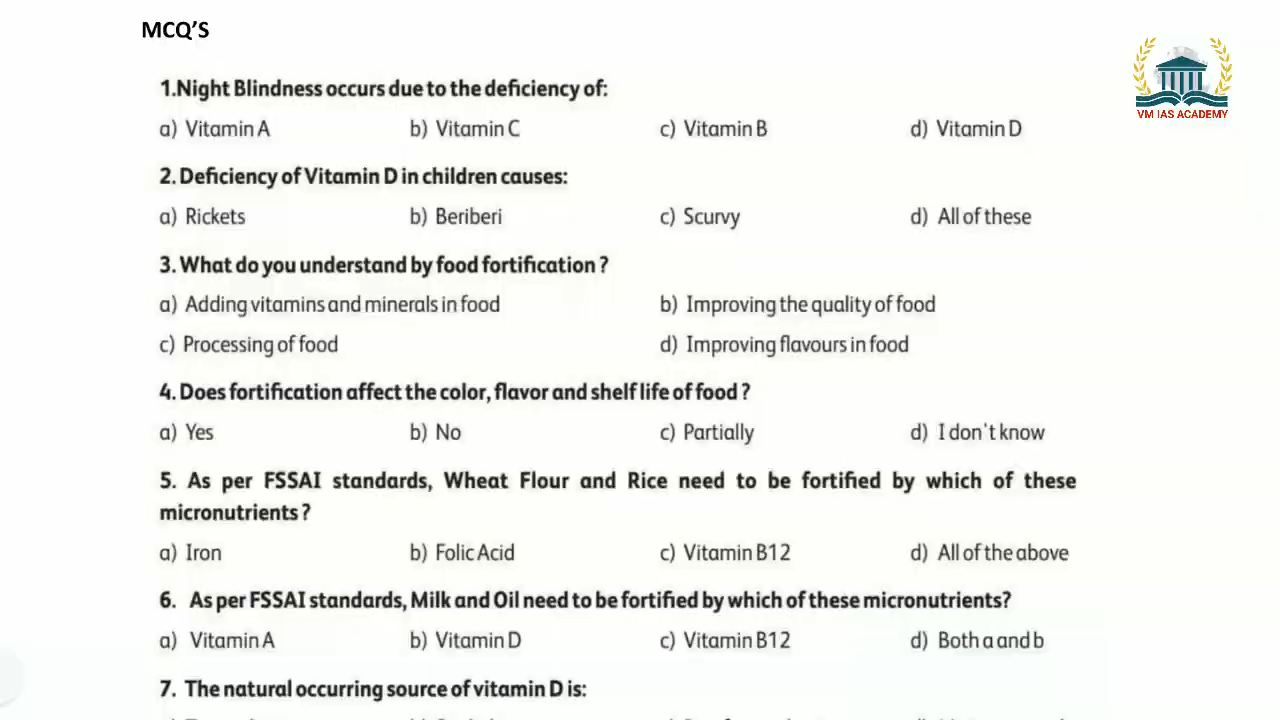 MCQ'S
VM IAS ACADEMY
1.Night Blindness occurs due to the deficiency of:
a) Vitamin A b) Vitamin C c) Vitamin B d) Vitamin D
2. Deficiency of Vitamin D in children causes:
a) Rickets b) Beriberi c) Scurvy d) All of these
3. What do you understand by food fortification ?
a) Adding vitamins and minerals in food b) Improving the quality of food
c) Processing of food d) Improving flavours in food
4. Does fortification affect the color, flavor and shelf life of food ?
a) Yes b) No c) Partially d) I don't know
5. As per FSSAI standards, Wheat Flour and Rice need to be fortified by which of these
micronutrients ?
a) Iron b) Folic Acid c) Vitamin B12 d) All of the above
6. As per FSSAI standards, Milk and Oil need to be fortified by which of these micronutrients?
a) Vitamin A b) Vitamin D c) Vitamin B12 d) Both a and b
7. The natural occurring source of vitamin D is: